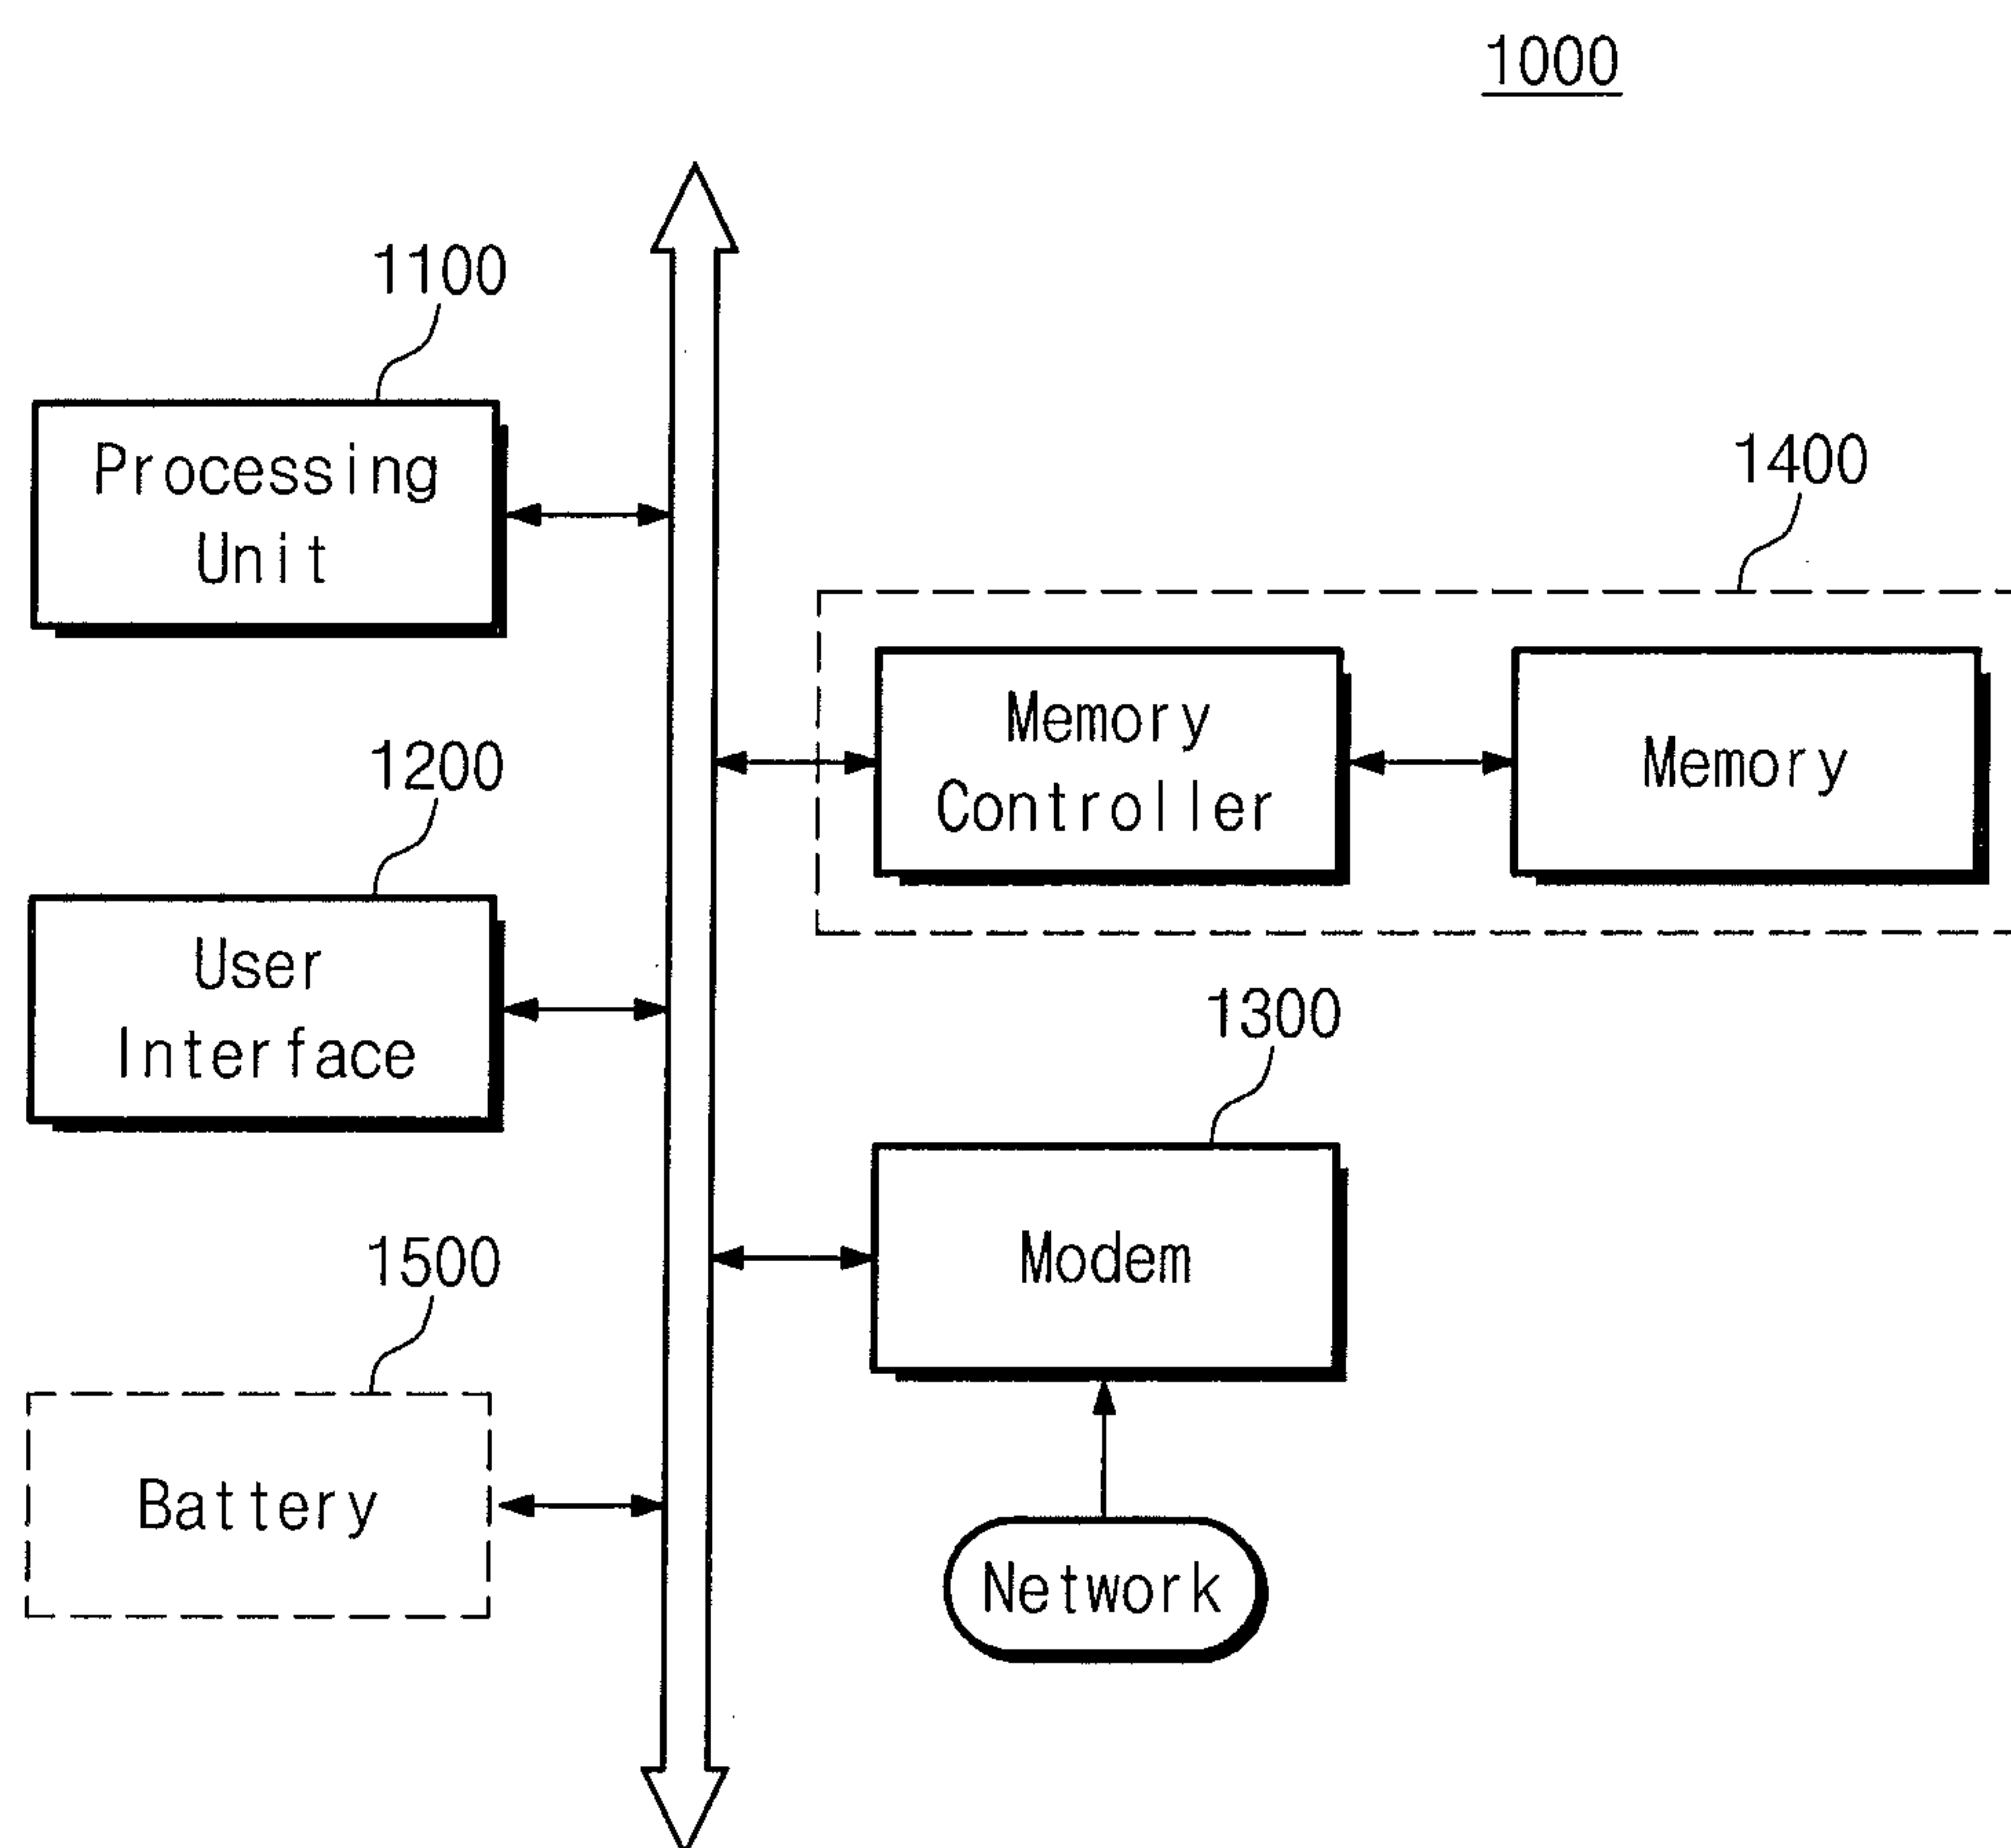 1000
1100
Processing
Unit
1400
Memory
Controller
Memory
1200
User
Interface
1300
Modem
1500
Battery
Network